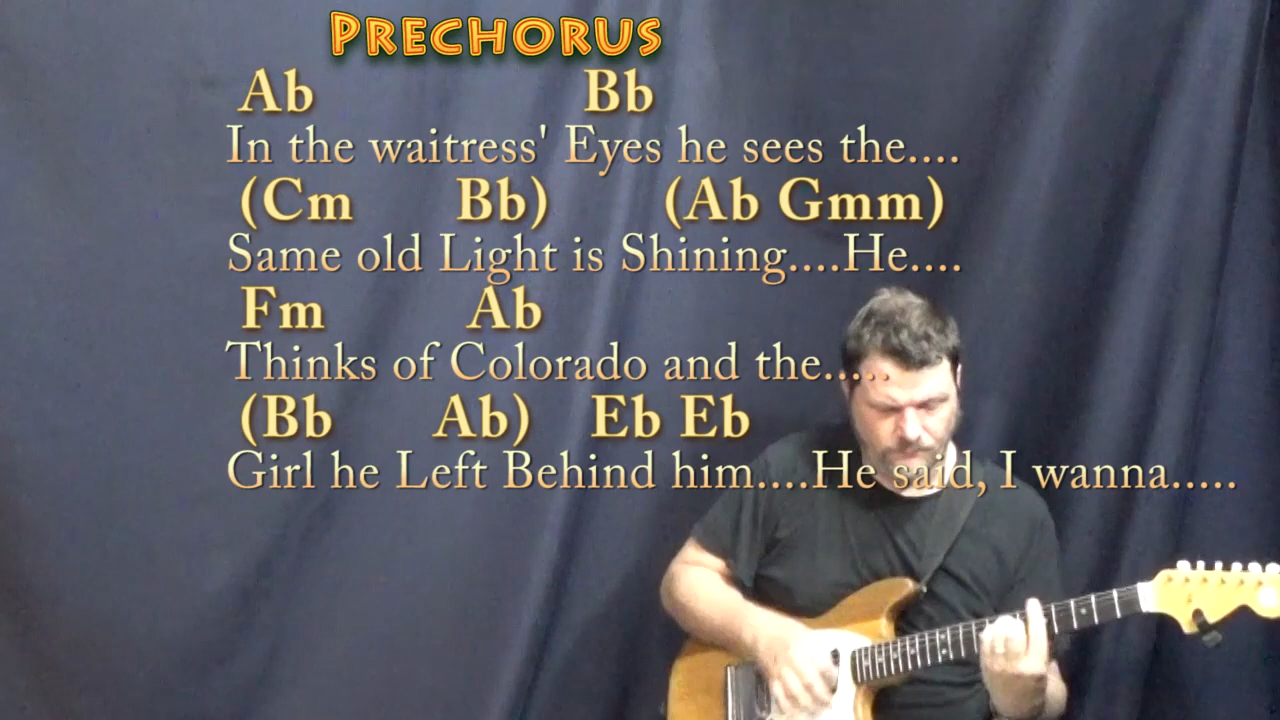 PRECHORUS
Ab Bb
In the waitress' Eyes he sees the....
(Cm Bb) (Ab Gmm)
Same old Light is Shining....He....
Fm Ab
Thinks of Colorado and the.....
(Bb Ab) Eb Eb
Girl he Left Behind him....He said, I wanna.....